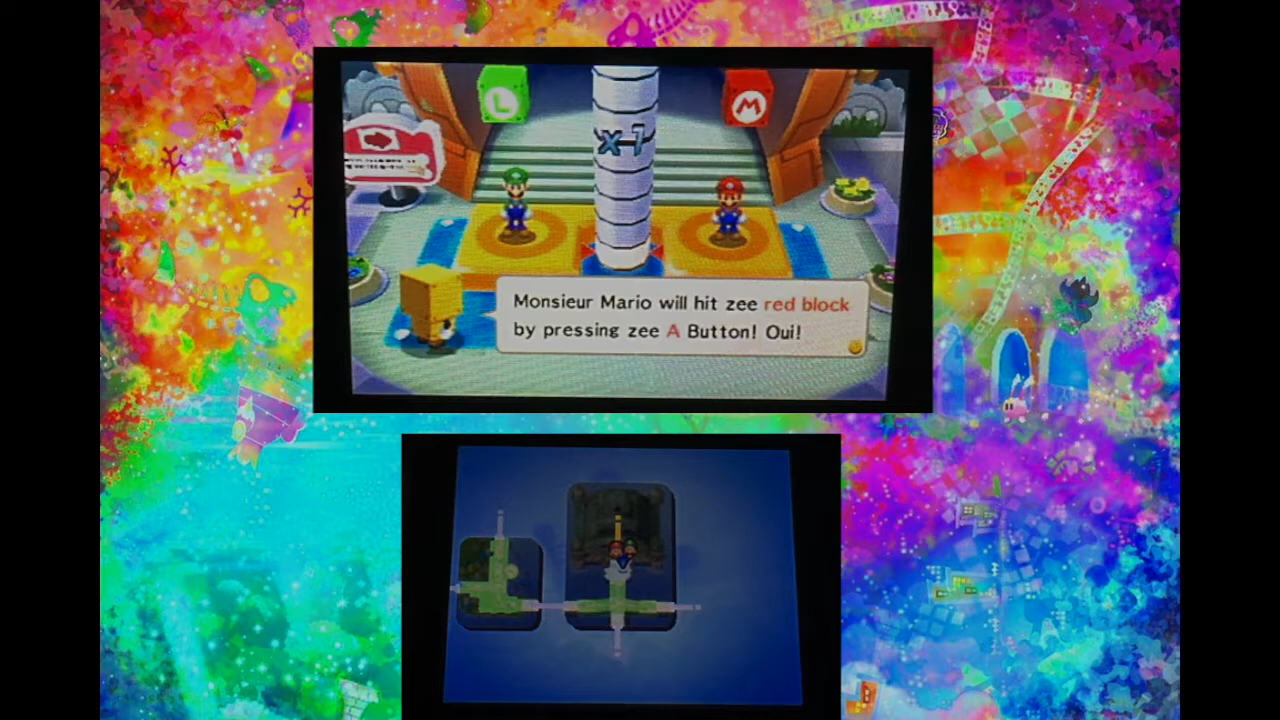 L
M
x1
Monsieur Mario will hit zee red block
by pressing zee A Button! Oui!